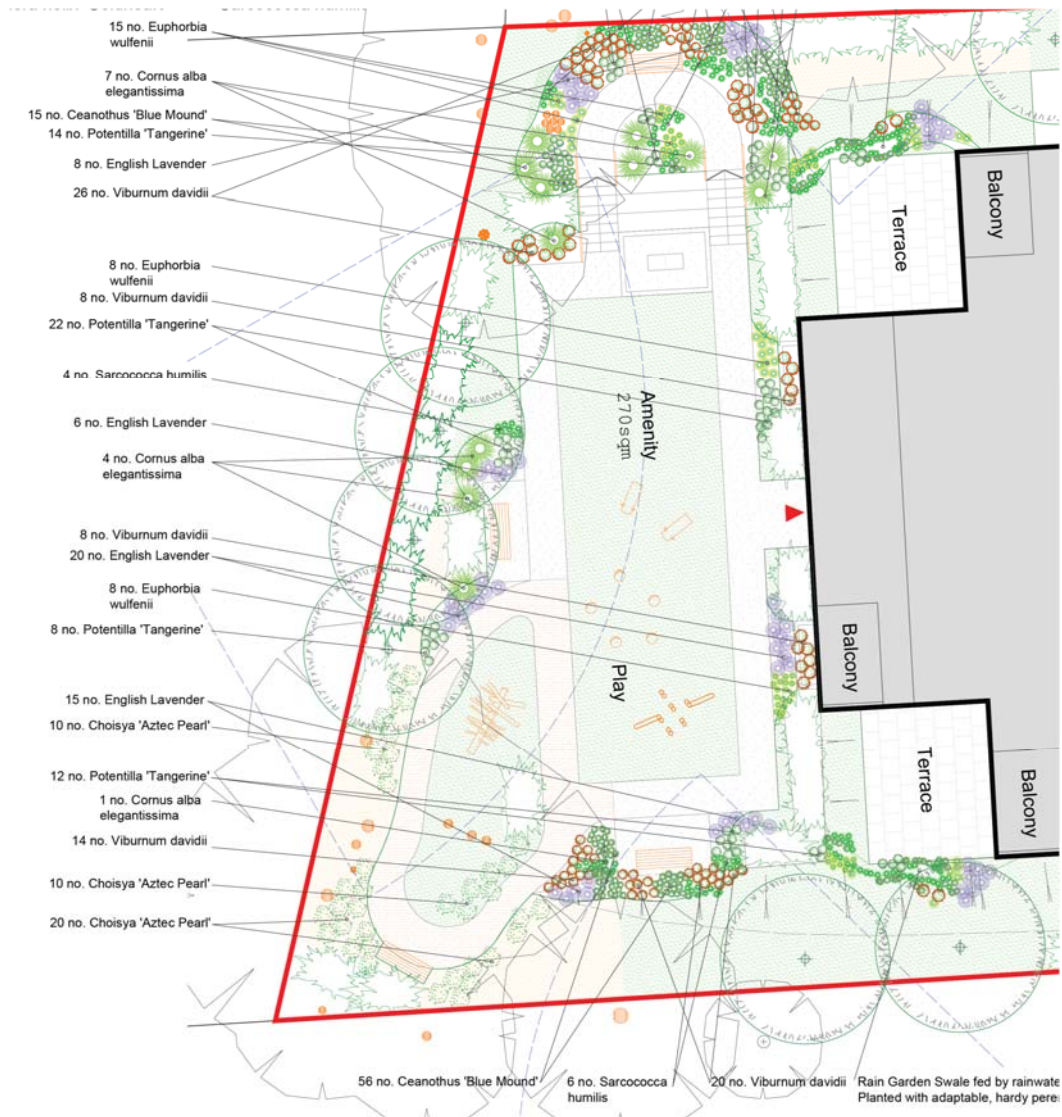 15 no. Euphorbia
wulfenii
7 no. Cornus alba
elegantissima
15 no. Ceanothus 'Blue Mound'
14 no. Potentilla 'Tangerine'
8 no. English Lavender
26 no. Viburnum davidii
8 no. Euphorbia
wulfenii
8 no. Viburnum davidii
22 no. Potentilla 'Tangerine'
4 no. Sarcococca humilis
6 no. English Lavender
4 no. Cornus alba
elegantissima
8 no. Viburnum davidii
20 no. English Lavender
8 no. Euphorbia
wulfenii
8 no. Potentilla 'Tangerine'
15 no. English Lavender
10 no. Choisya 'Aztec Pearl'
12 no. Potentilla 'Tangerine'
1 no. Cornus alba
elegantissima
14 no. Viburnum davidii
10 no. Choisya 'Aztec Pearl'
20 no. Choisya 'Aztec Pearl'
Balcony
Terrace
Amenity
270sqm
Play
Balcony
Terrace
Balcony
56 no. Ceanothus 'Blue Mound'
6 no. Sarcococca
humilis
20 no. Viburnum davidii
Rain Garden Swale fed by
Planted with adaptable, hardy